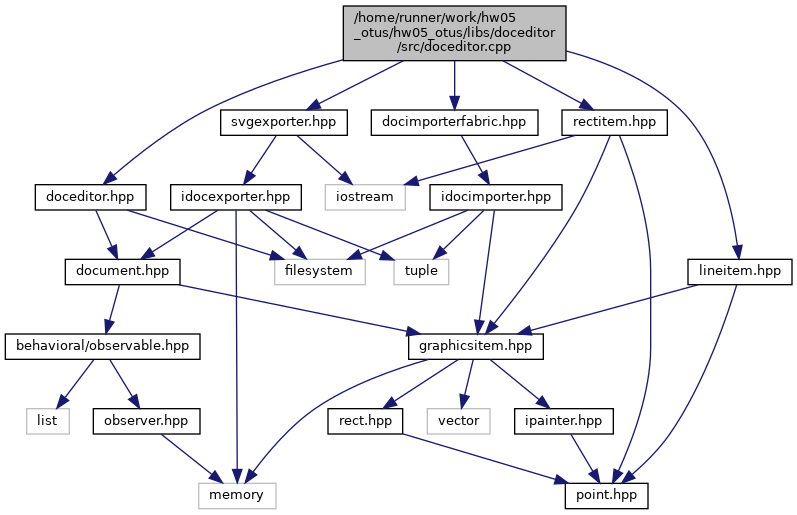 /home/runner/work/hw05
_otus/hw05_otus/libs/doceditor
/src/doceditor.cpp
svgexporter.hpp
docimporterfabric.hpp
rectitem.hpp
doceditor.hpp
idocexporter.hpp
iostream
idocimporter.hpp
document.hpp
filesystem
tuple
lineitem.hpp
behavioral/observable.hpp
graphicsitem.hpp
list
observer.hpp
rect.hpp
vector
ipainter.hpp
memory
point.hpp